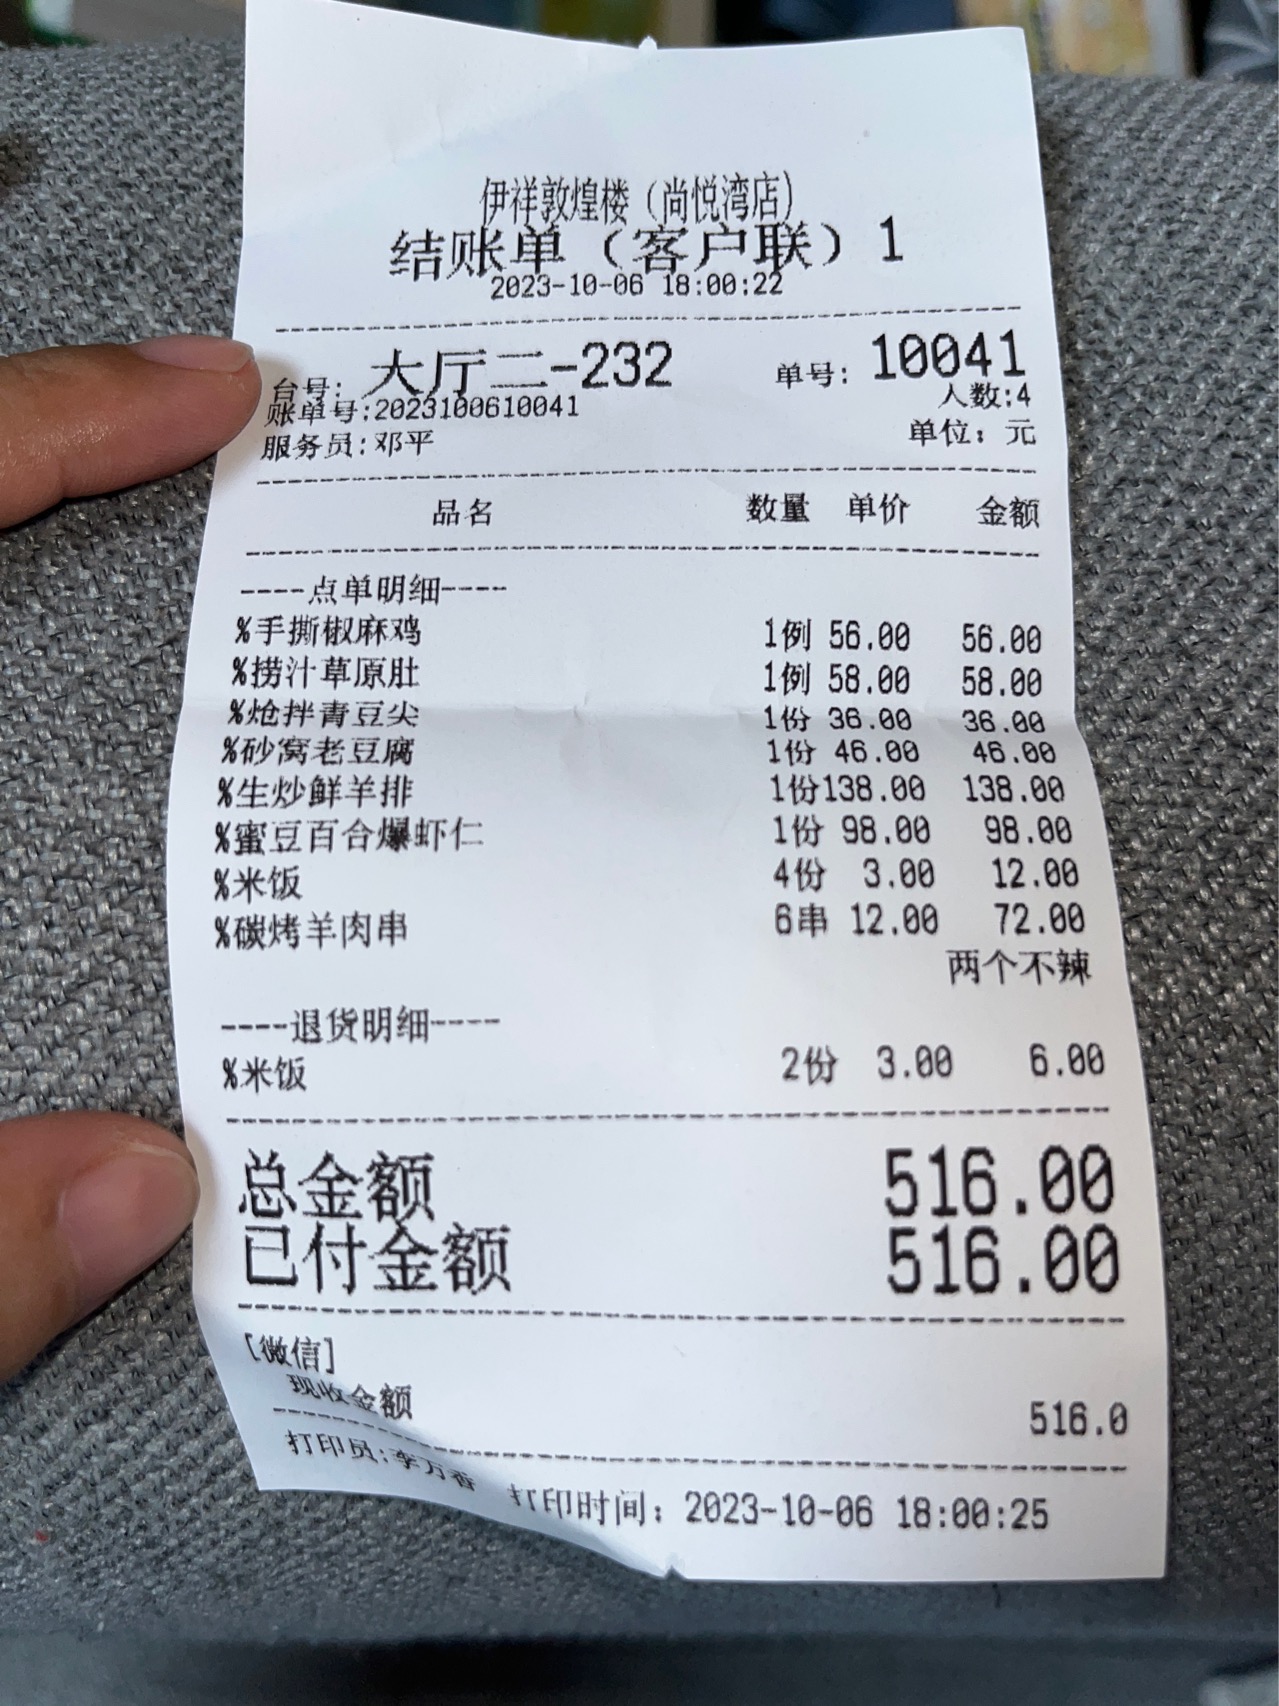 伊祥敦煌楼（尚悦湾店）
结账单（客户联）1
2023-10-06 18:00:22
台号: 大厅二-232 单号: 10041
账单号:2023100610041 人数:4
服务员:邓平 单位: 元
品名 数量 单价 金额
----点单明细----
%手撕椒麻鸡 1例 56.00 56.00
%捞汁草原肚 1例 58.00 58.00
%炝拌青豆尖 1份 36.00 36.00
%砂窝老豆腐 1份 46.00 46.00
%生炒鲜羊排 1份138.00 138.00
%蜜豆百合爆虾仁 1份 98.00 98.00
%米饭 4份 3.00 12.00
%碳烤羊肉串 6串 12.00 72.00
两个不辣
----退货明细----
%米饭 2份 3.00 6.00
总金额 516.00
已付金额 516.00
[微信]
现收金额 516.0
打印员:李万香 打印时间: 2023-10-06 18:00:25